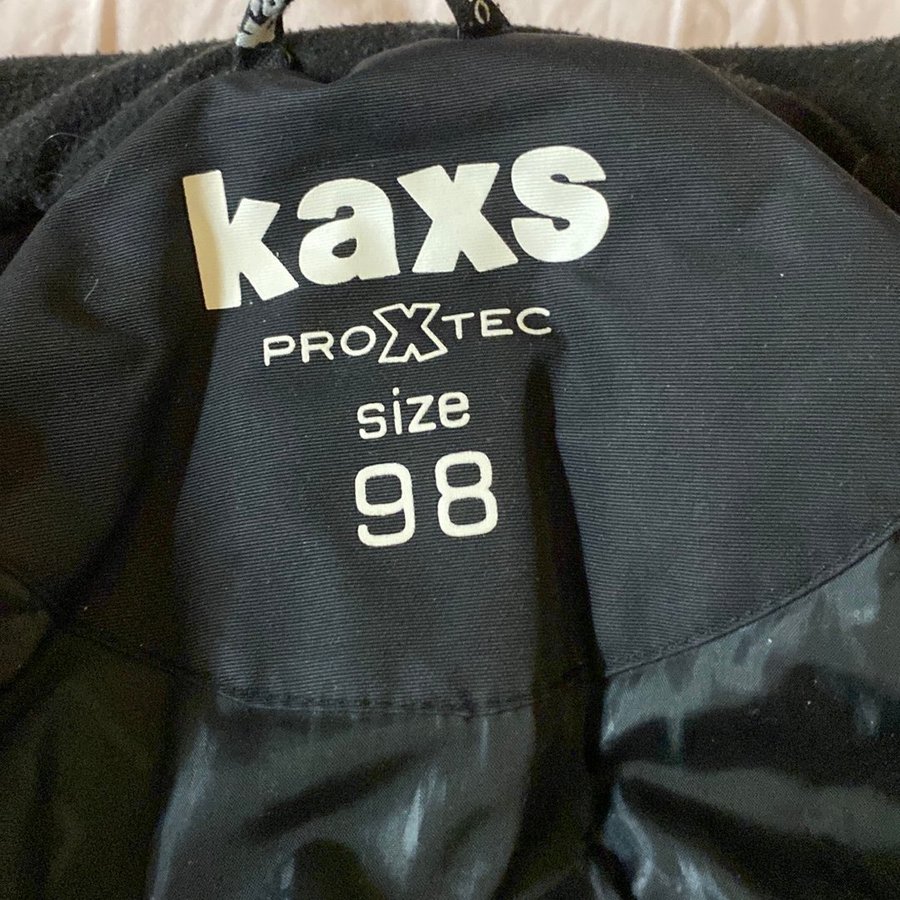 kaxs
PROXTEC
size
98